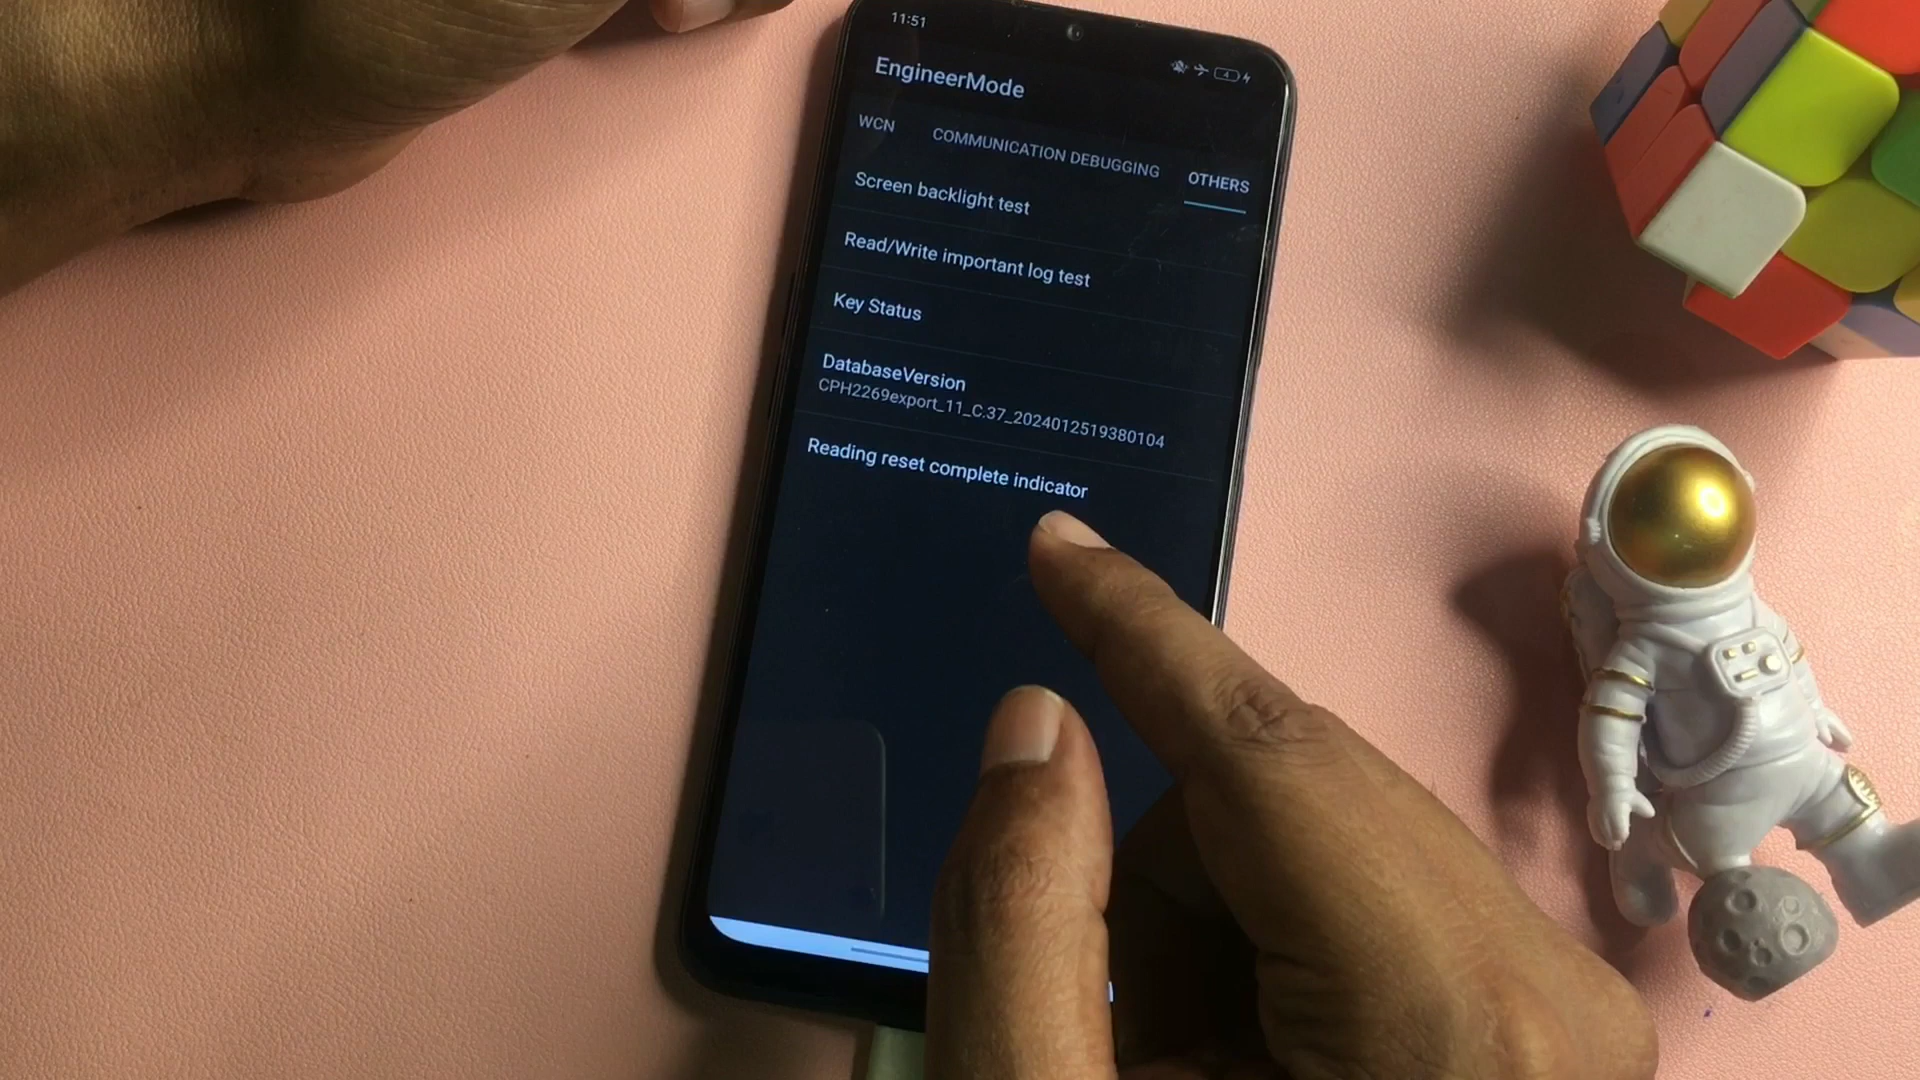 11:51
4
EngineerMode
WCN COMMUNICATION DEBUGGING OTHERS
Screen backlight test
Read/Write important log test
Key Status
DatabaseVersion
CPH2269export_11_C.37_2024012519380104
Reading reset complete indicator